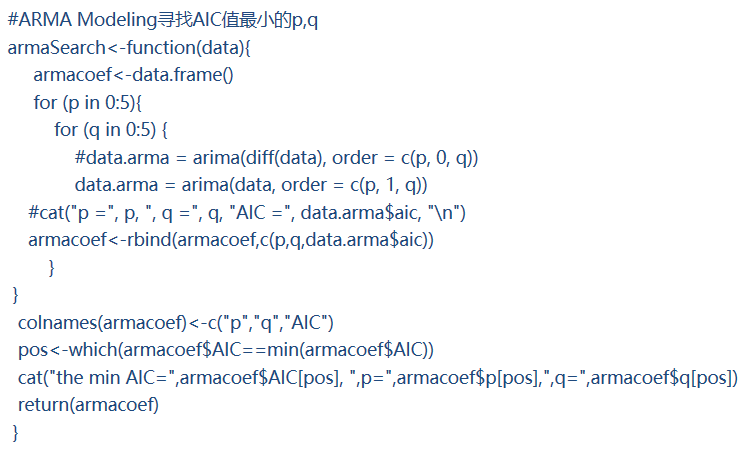 #ARMA Modeling寻找AIC值最小的p,q
armaSearch<-function(data){
armacoef<-data.frame()
for (p in 0:5){
for (q in 0:5) {
#data.arma = arima(diff(data), order = c(p, 0, q))
data.arma = arima(data, order = c(p, 1, q))
#cat("p =", p, ", q =", q, "AIC =", data.arma$aic, "\n")
armacoef<-rbind(armacoef,c(p,q,data.arma$aic))
}
}
colnames(armacoef)<-c("p","q","AIC")
pos<-which(armacoef$AIC==min(armacoef$AIC))
cat("the min AIC=",armacoef$AIC[pos], ",p=",armacoef$p[pos],",q=",armacoef$q[pos])
return(armacoef)
}